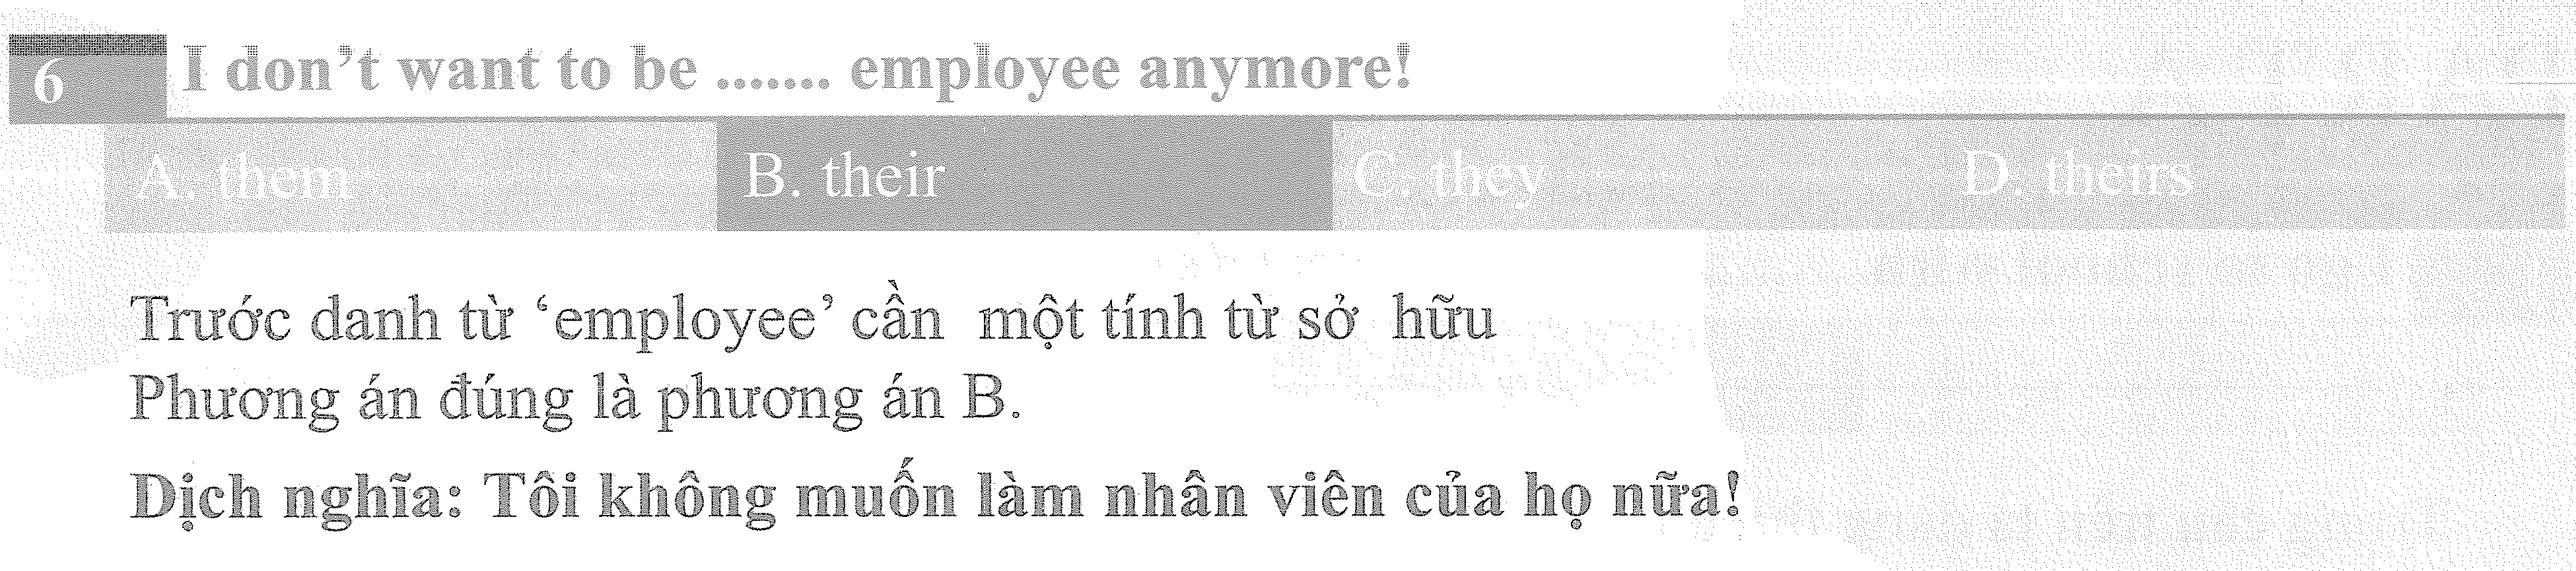 6 I don't want to be ....... employee anymore!
A. them B. their C. they D. theirs
Trước danh từ ‘employee’ cần một tính từ sở hữu
Phương án đúng là phương án B.
Dịch nghĩa: Tôi không muốn làm nhân viên của họ nữa!